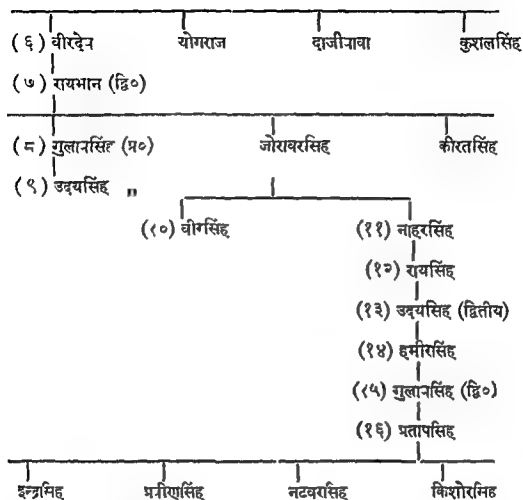 (६) वीरदेव योगराज दाजीबावा कुशलसिंह
(७) रायभान (द्वि०)
(८) गुलाबसिंह (प्र०) जोरावरसिंह कीरतसिंह
(९) उदयसिंह „
(१०) वीरसिंह (११) नाहरसिंह
(१२) रायसिंह
(१३) उदयसिंह (द्वितीय)
(१४) हमीरसिंह
(१५) गुलाबसिंह (द्वि०)
(१६) प्रतापसिंह
इन्द्रसिंह प्रवीणसिंह नटवरसिंह किशोरसिंह